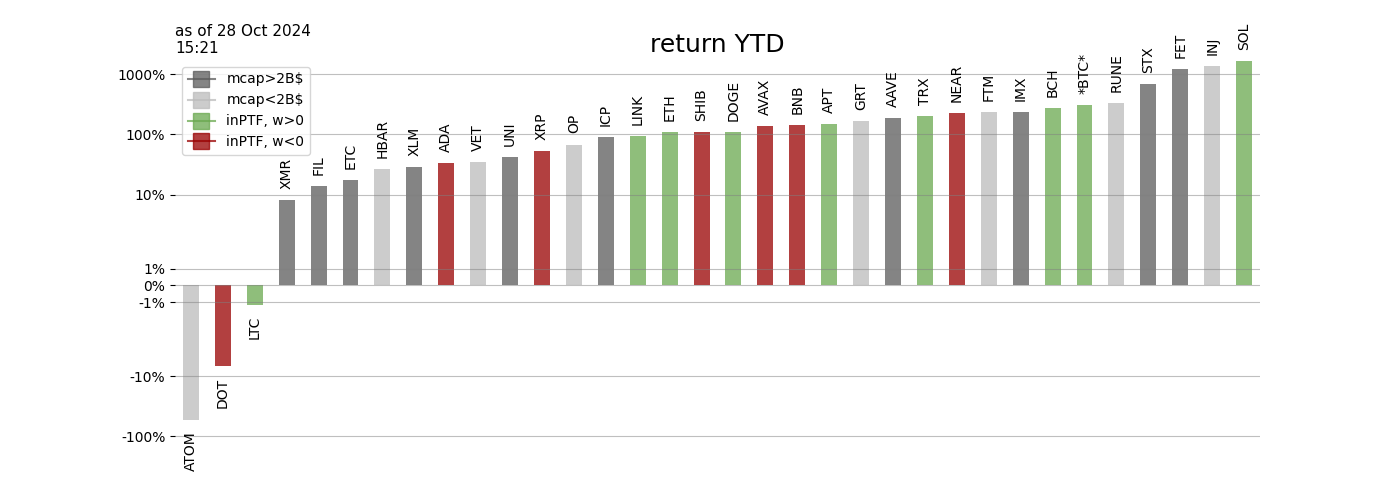 as of 28 Oct 2024
15:21
return YTD
mcap>2B$
mcap<2B$
inPTF, w>0
inPTF, w<0
1000%
100%
10%
1%
0%
-1%
-10%
-100%
ATOM
DOT
LTC
XMR
FIL
ETC
HBAR
XLM
ADA
VET
UNI
XRP
OP
ICP
LINK
ETH
SHIB
DOGE
AVAX
BNB
APT
GRT
AAVE
TRX
NEAR
FTM
IMX
BCH
*BTC*
RUNE
STX
FET
INJ
SOL